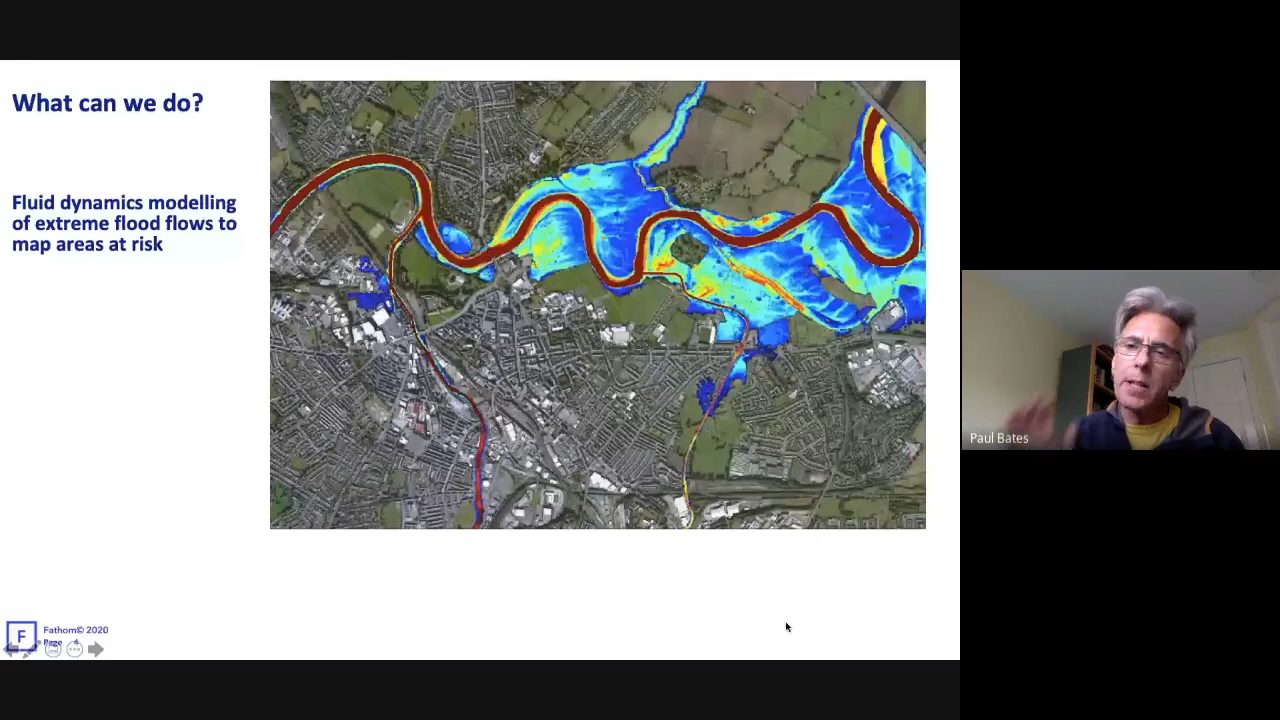 What can we do?
Fluid dynamics modelling
of extreme flood flows to
map areas at risk
F
Fathom© 2020
Page
Paul Bates